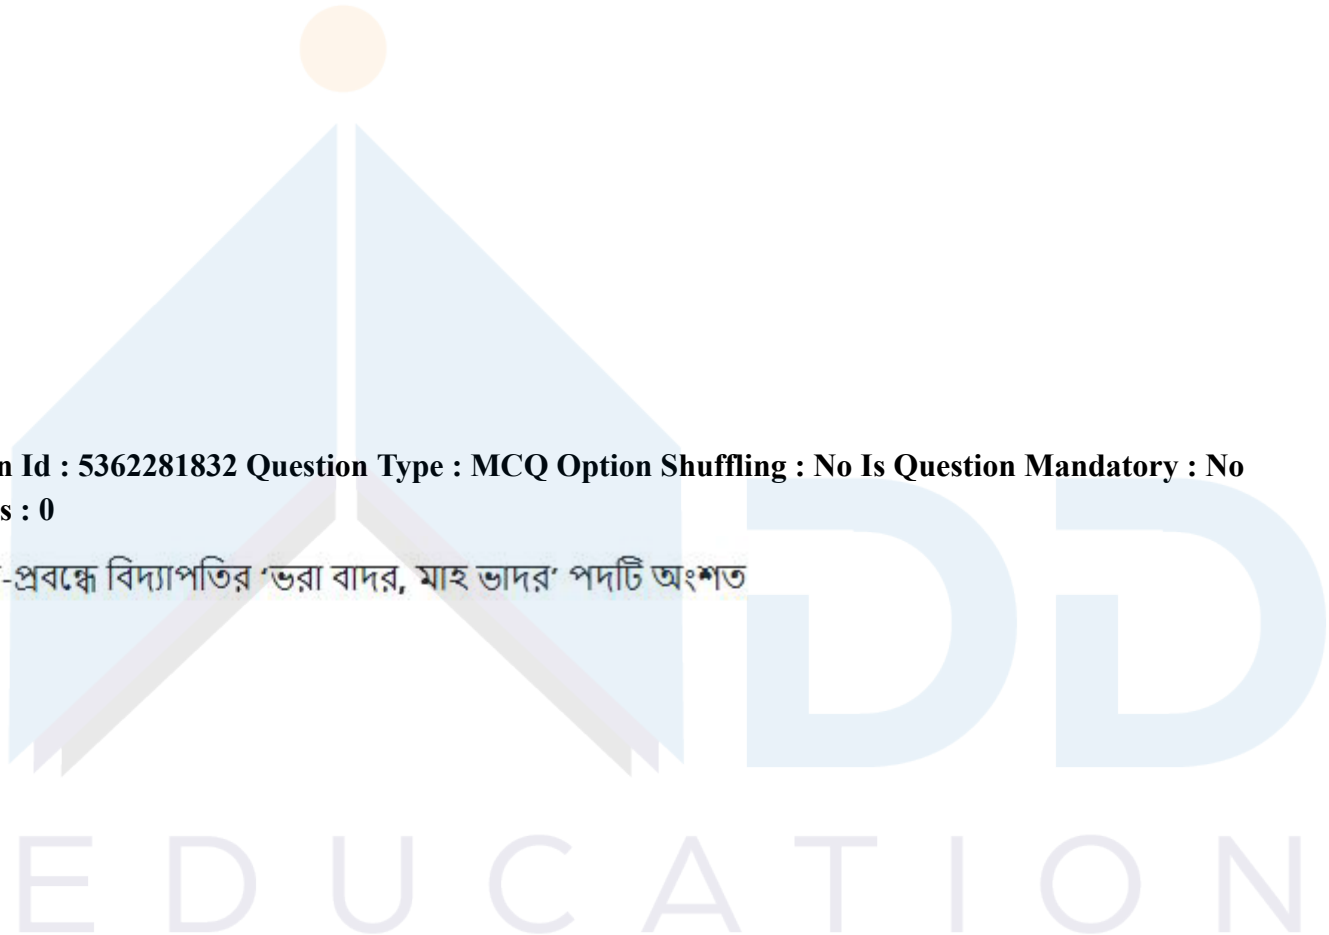 n Id : 5362281832 Question Type : MCQ Option Shuffling : No Is Question Mandatory : No
s : 0
-প্রবন্ধে বিদ্যাপতির ‘ভরা বাদর, মাহ ভাদর’ পদটি অংশত
DD
EDUCATION